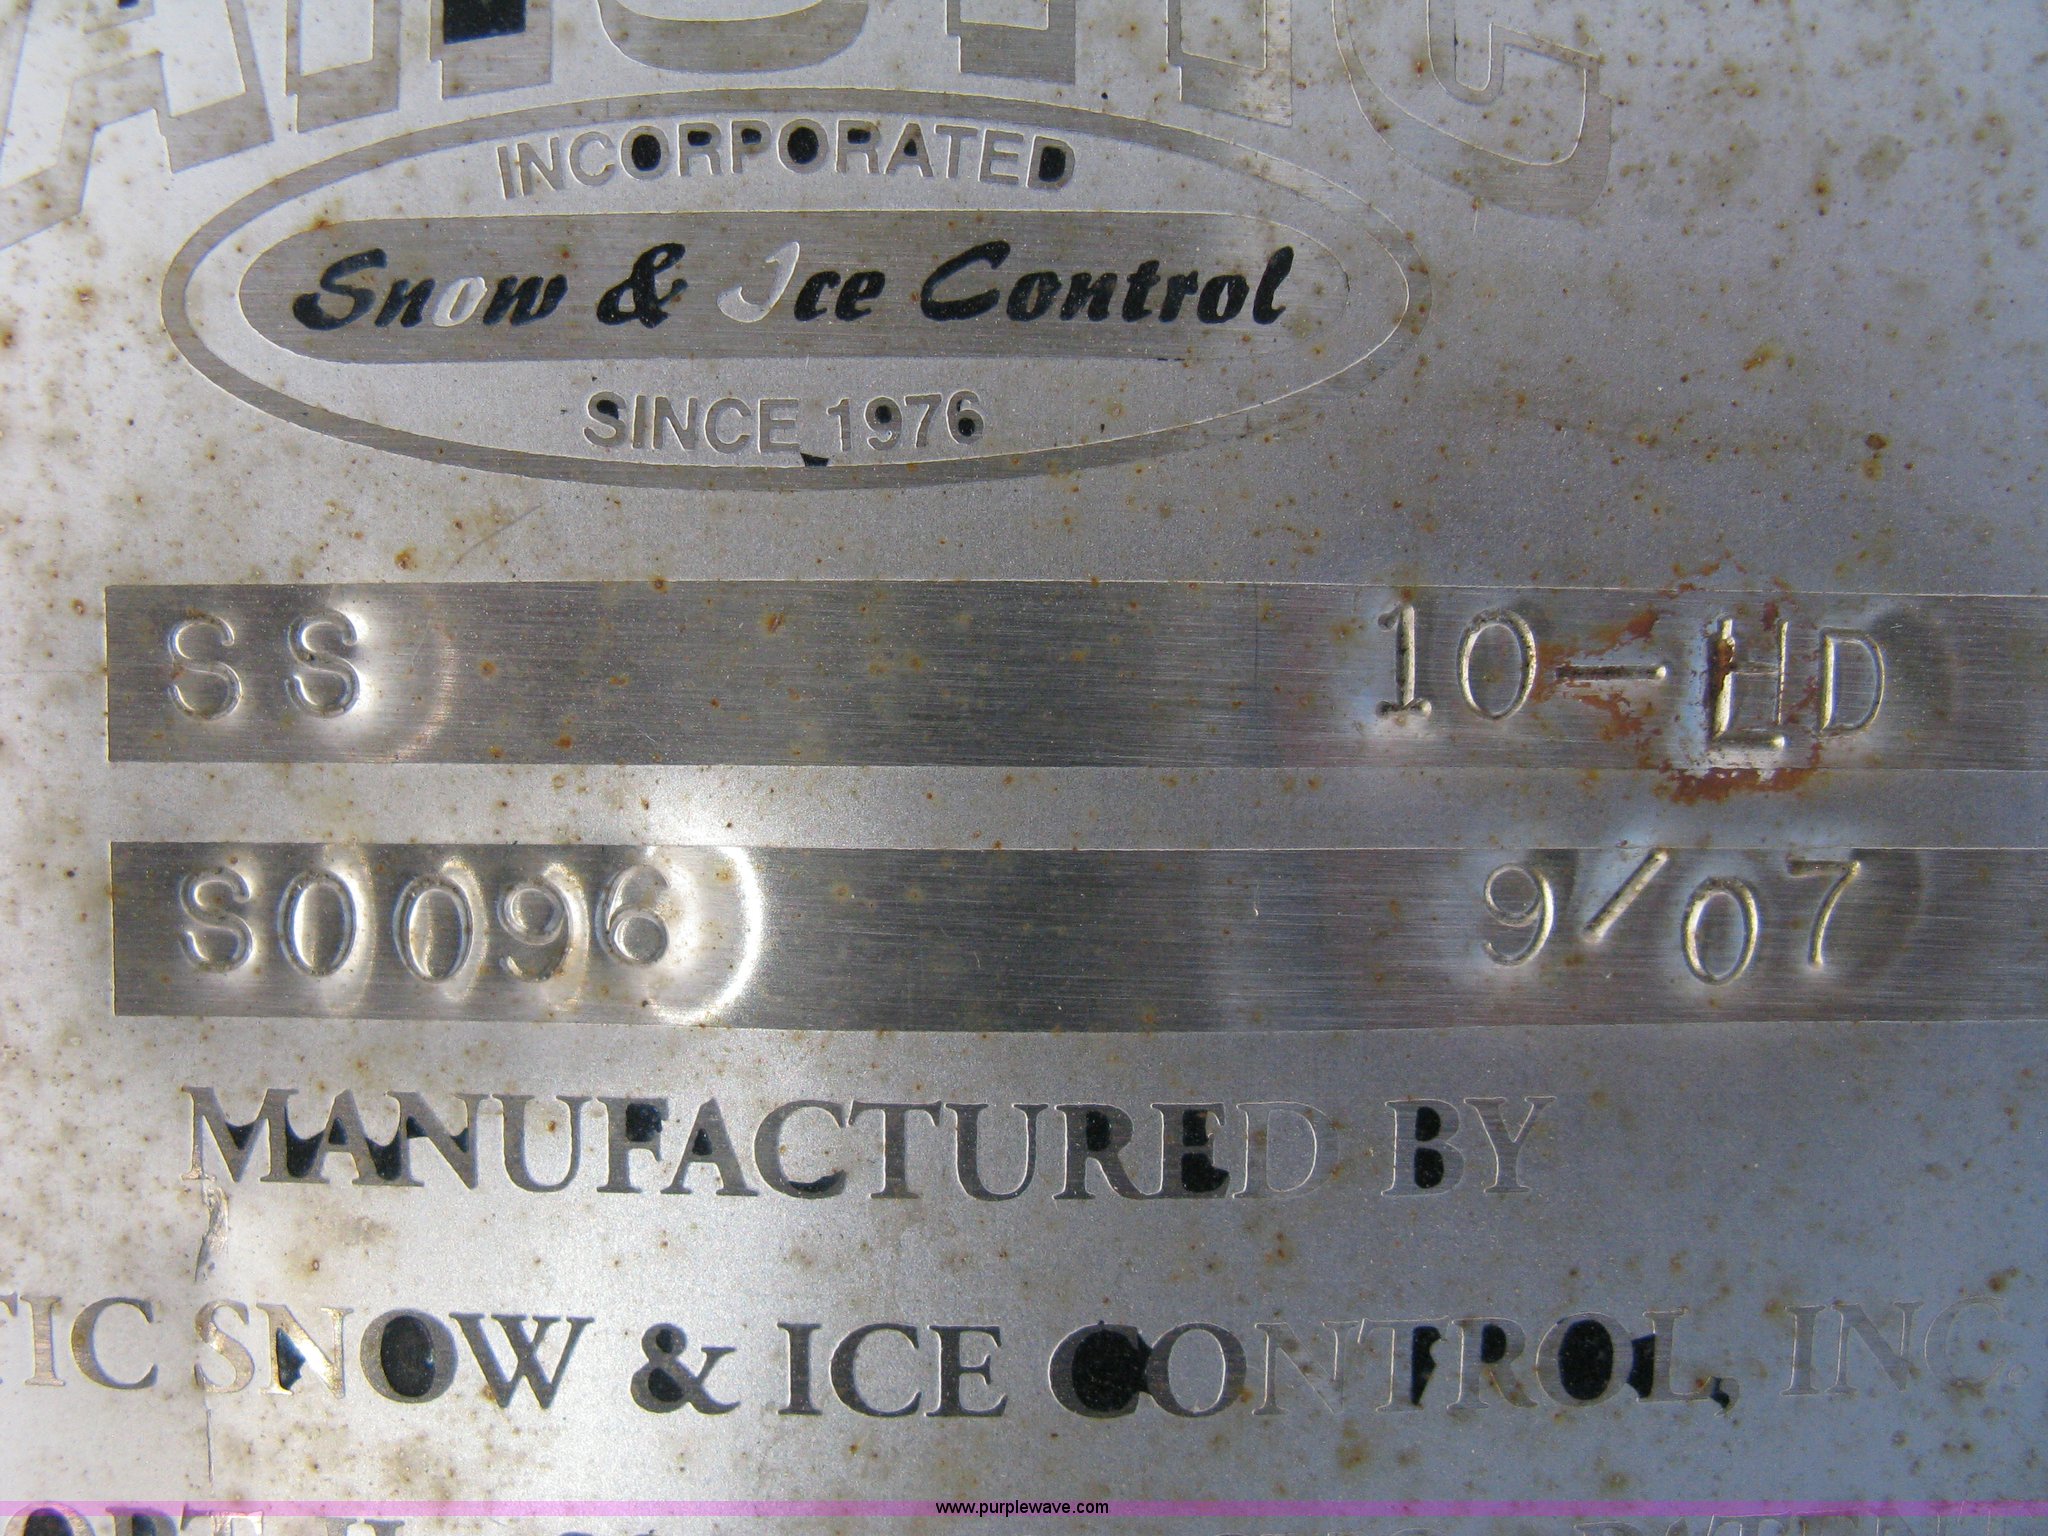 INCORPORATED
Snow & Ice Control
SINCE 1976
SS 10-HD
S0096 9/07
MANUFACTURED BY
TIC SNOW & ICE CONTROL, INC.
www.purplewave.com